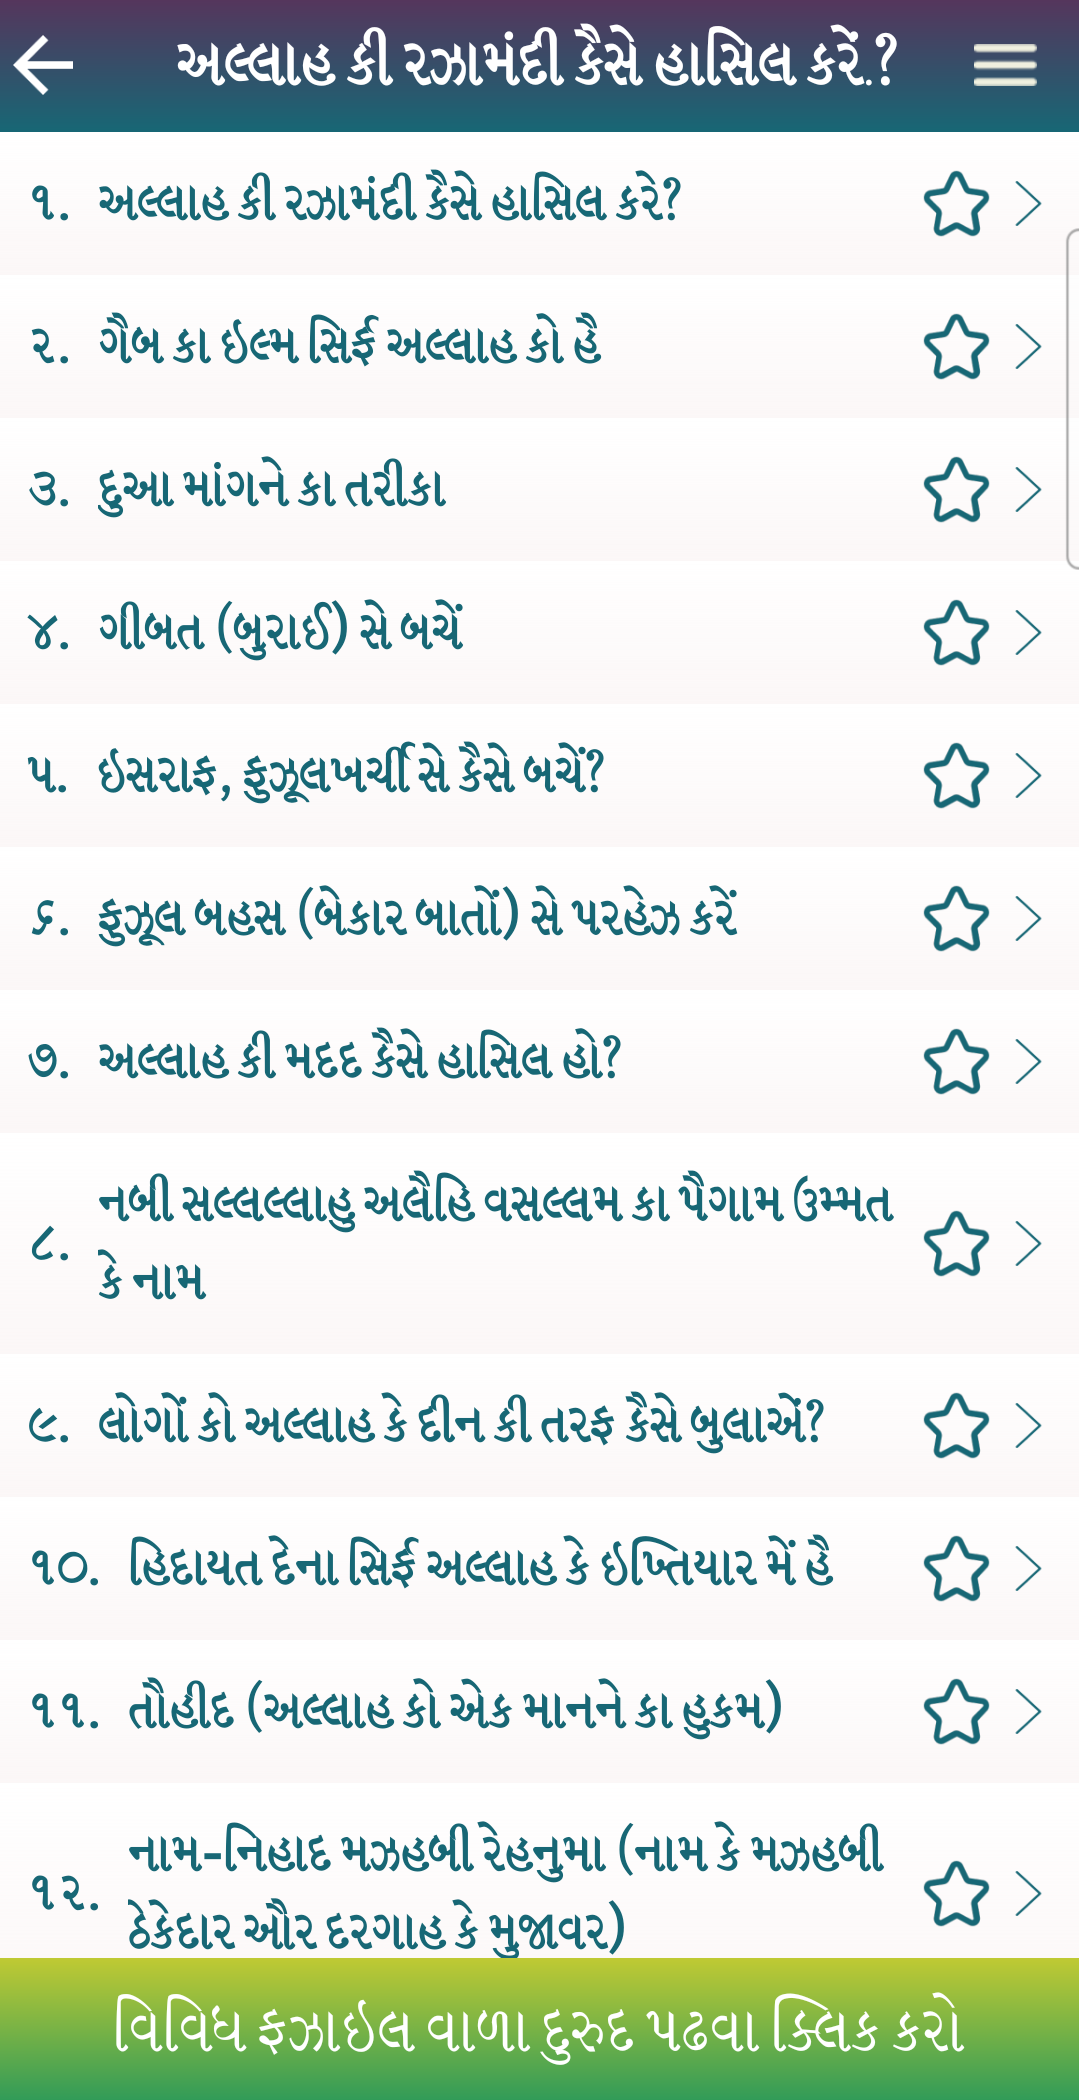 અલ્લાહ કી રઝામંદી કૈસે હાસિલ કરેં.?
૧. અલ્લાહ કી રઝામંદી કૈસે હાસિલ કરે?
૨. ગૈબ કા ઇલ્મ સિર્ફ અલ્લાહ કો હૈ
૩. દુઆ માંગને કા તરીકા
૪. ગીબત (બુરાઈ) સે બચેં
૫. ઇસરાફ, ફુઝૂલખર્ચી સે કૈસે બચેં?
૬. ફુઝૂલ બહસ (બેકાર બાતોં) સે પરહેઝ કરેં
૭. અલ્લાહ કી મદદ કૈસે હાસિલ હો?
૮. નબી સલ્લલ્લાહુ અલૈહિ વસલ્લમ કા પૈગામ ઉમ્મત
કે નામ
૯. લોગોં કો અલ્લાહ કે દીન કી તરફ કૈસે બુલાએં?
૧૦. હિદાયત દેના સિર્ફ અલ્લાહ કે ઇખ્તિયાર મેં હૈ
૧૧. તૌહીદ (અલ્લાહ કો એક માનને કા હુકમ)
૧૨. નામ-નિહાદ મઝહબી રેહનુમા (નામ કે મઝહબી
ઠેકેદાર ઔર દરગાહ કે મુજાવર)
વિવિધ ફઝાઇલ વાળા દુરુદ પઢવા ક્લિક કરો